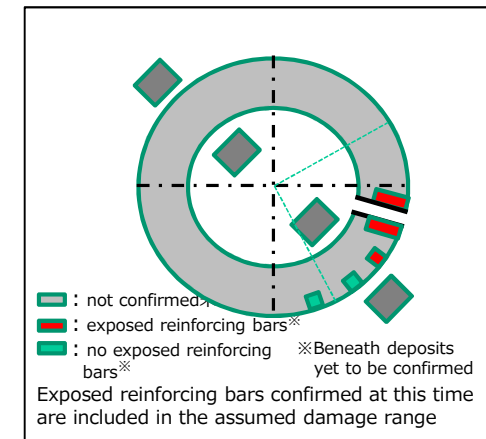 : not confirmed※
: exposed reinforcing bars※
: no exposed reinforcing
bars※
※Beneath deposits
yet to be confirmed
Exposed reinforcing bars confirmed at this time
are included in the assumed damage range